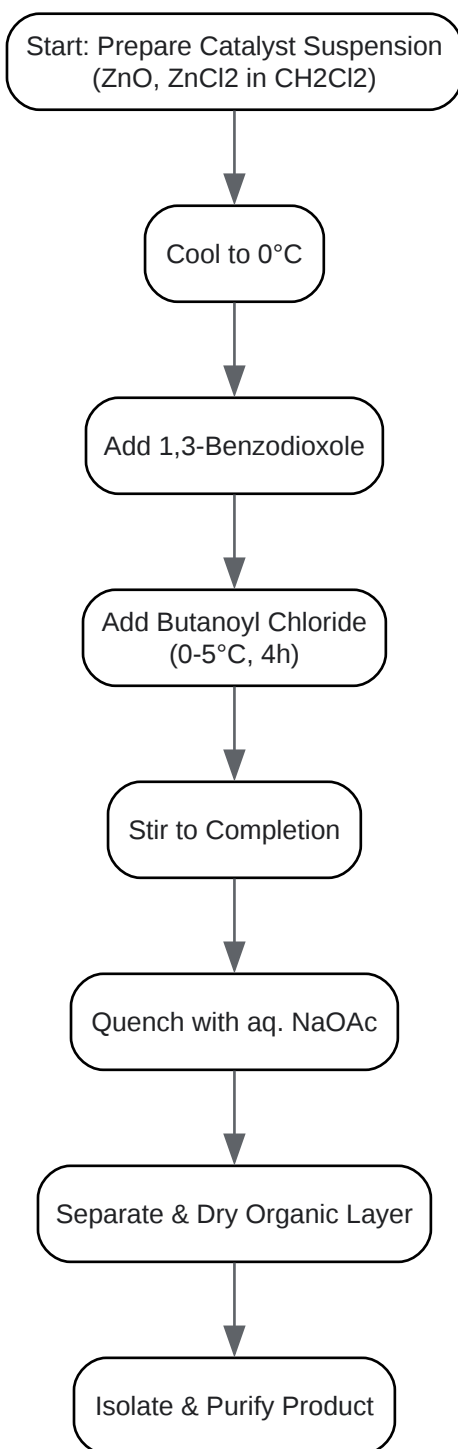 Start: Prepare Catalyst Suspension
(ZnO, ZnCl2 in CH2Cl2)
Cool to 0°C
Add 1,3-Benzodioxole
Add Butanoyl Chloride
(0-5°C, 4h)
Stir to Completion
Quench with aq. NaOAc
Separate & Dry Organic Layer
Isolate & Purify Product